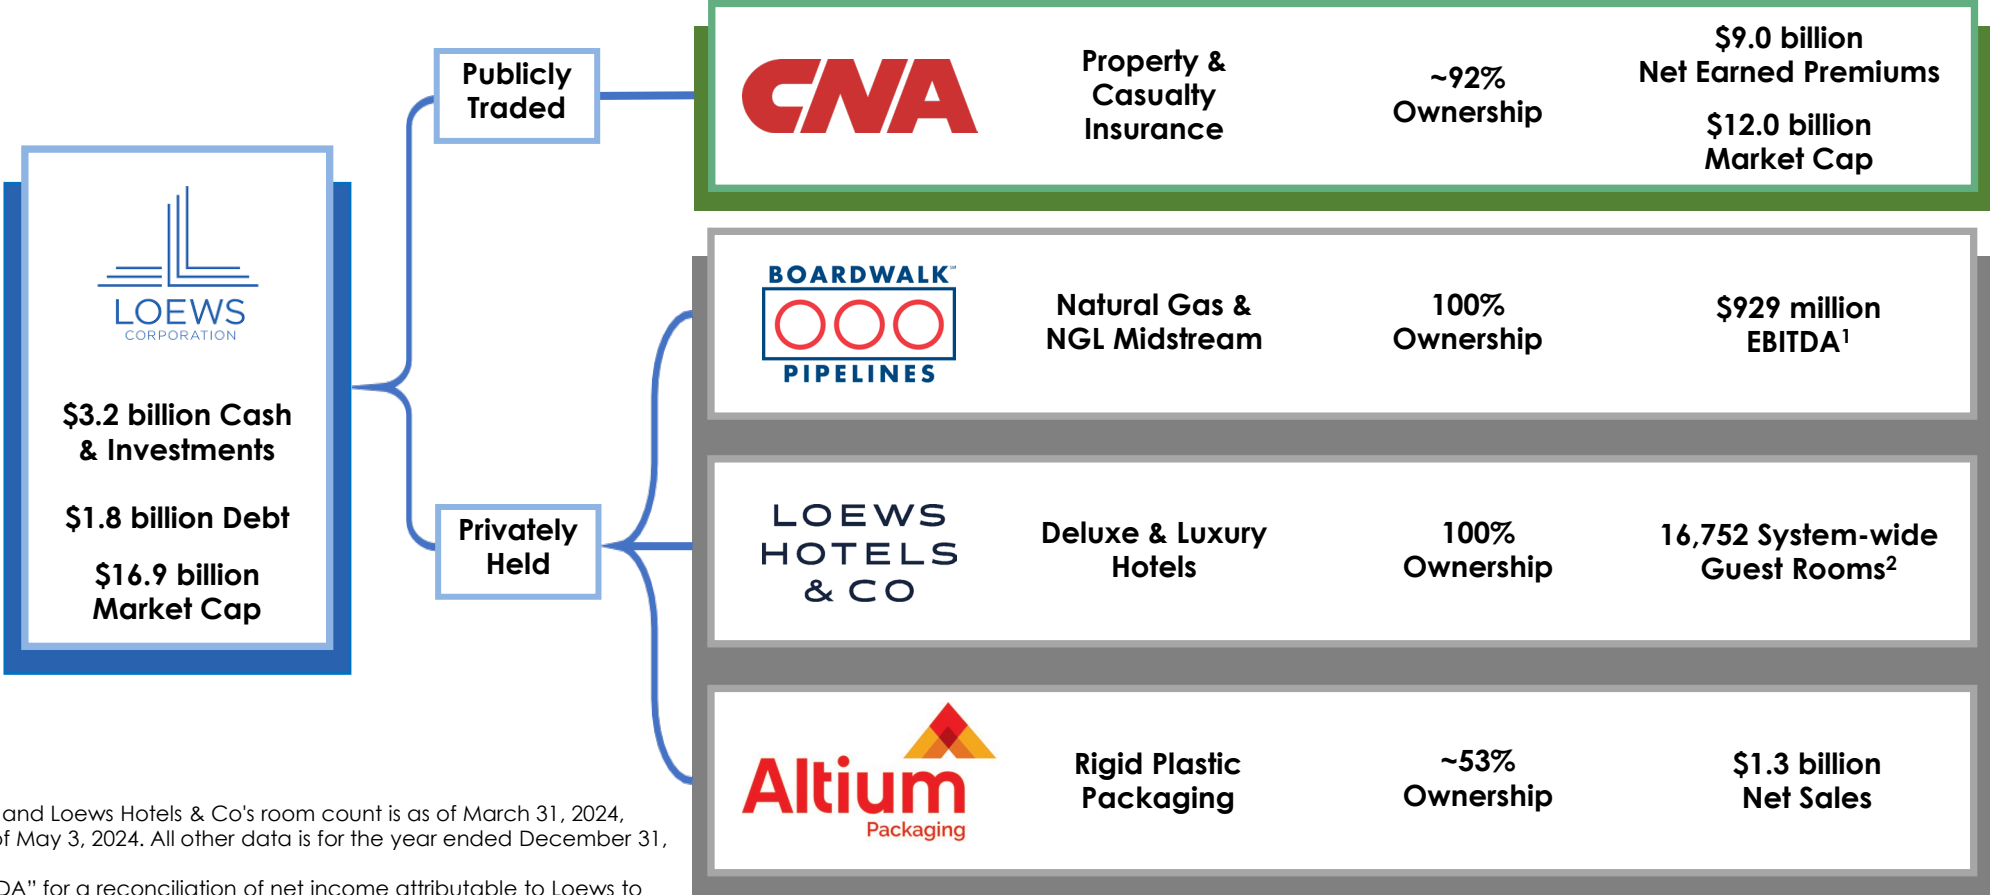 LOEWS
CORPORATION
$3.2 billion Cash
& Investments
$1.8 billion Debt
$16.9 billion
Market Cap
Publicly
Traded
Privately
Held
CNA
Property &
Casualty
Insurance
~92%
Ownership
$9.0 billion
Net Earned Premiums
$12.0 billion
Market Cap
BOARDWALK
PIPELINES
Natural Gas &
NGL Midstream
100%
Ownership
$929 million
EBITDA¹
LOEWS
HOTELS
& CO
Deluxe & Luxury
Hotels
100%
Ownership
16,752 System-wide
Guest Rooms²
Altium
Packaging
Rigid Plastic
Packaging
~53%
Ownership
$1.3 billion
Net Sales
and Loews Hotels & Co's room count is as of March 31, 2024,
of May 3, 2024. All other data is for the year ended December 31,
DA” for a reconciliation of net income attributable to Loews to